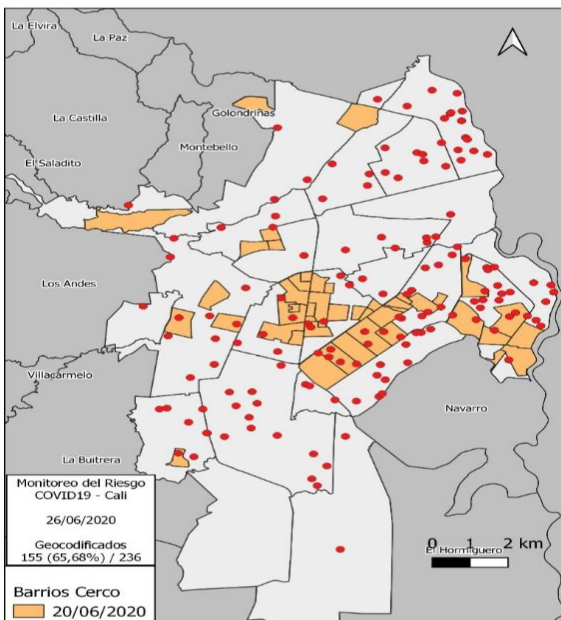 La Elvira
La Paz
La Castilla
Golondriñas
Montebello
El Saladito
Los Andes
Villacarmelo
Navarro
La Buitrera
Monitoreo del Riesgo
COVID19 - Cali
26/06/2020
Geocodificados
155 (65,68%) / 236
0 1 2 km
El Hormiguero
Barrios Cerco
20/06/2020